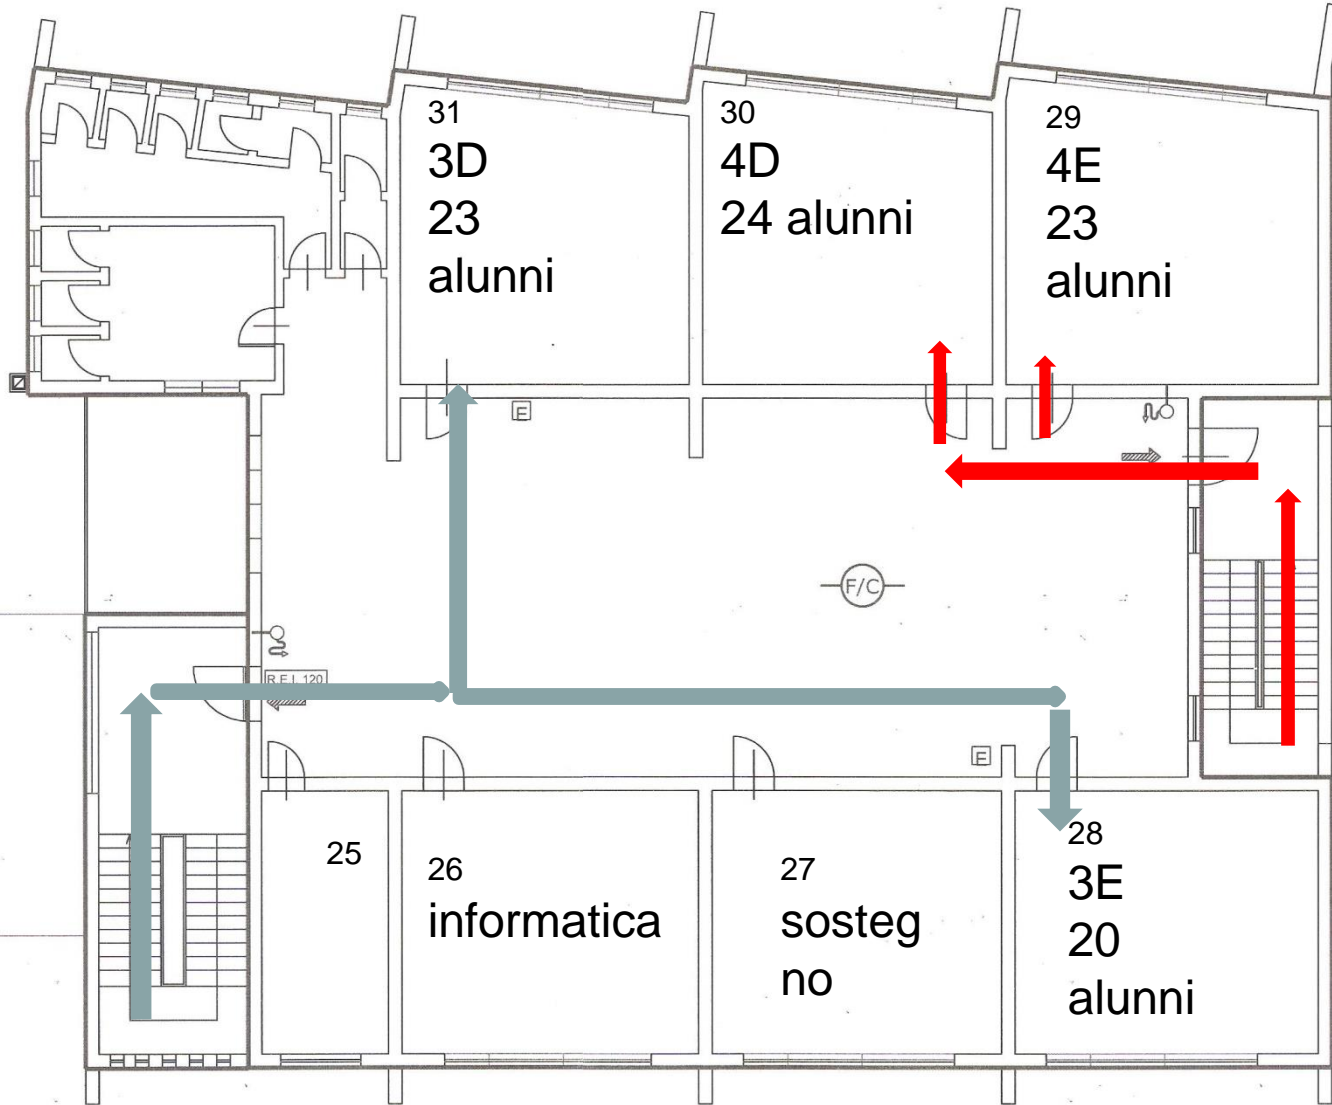 31
3D
23
alunni
30
4D
24 alunni
29
4E
23
alunni
E
F/C
R.E.I. 120
E
25
26
informatica
27
sosteg
no
28
3E
20
alunni